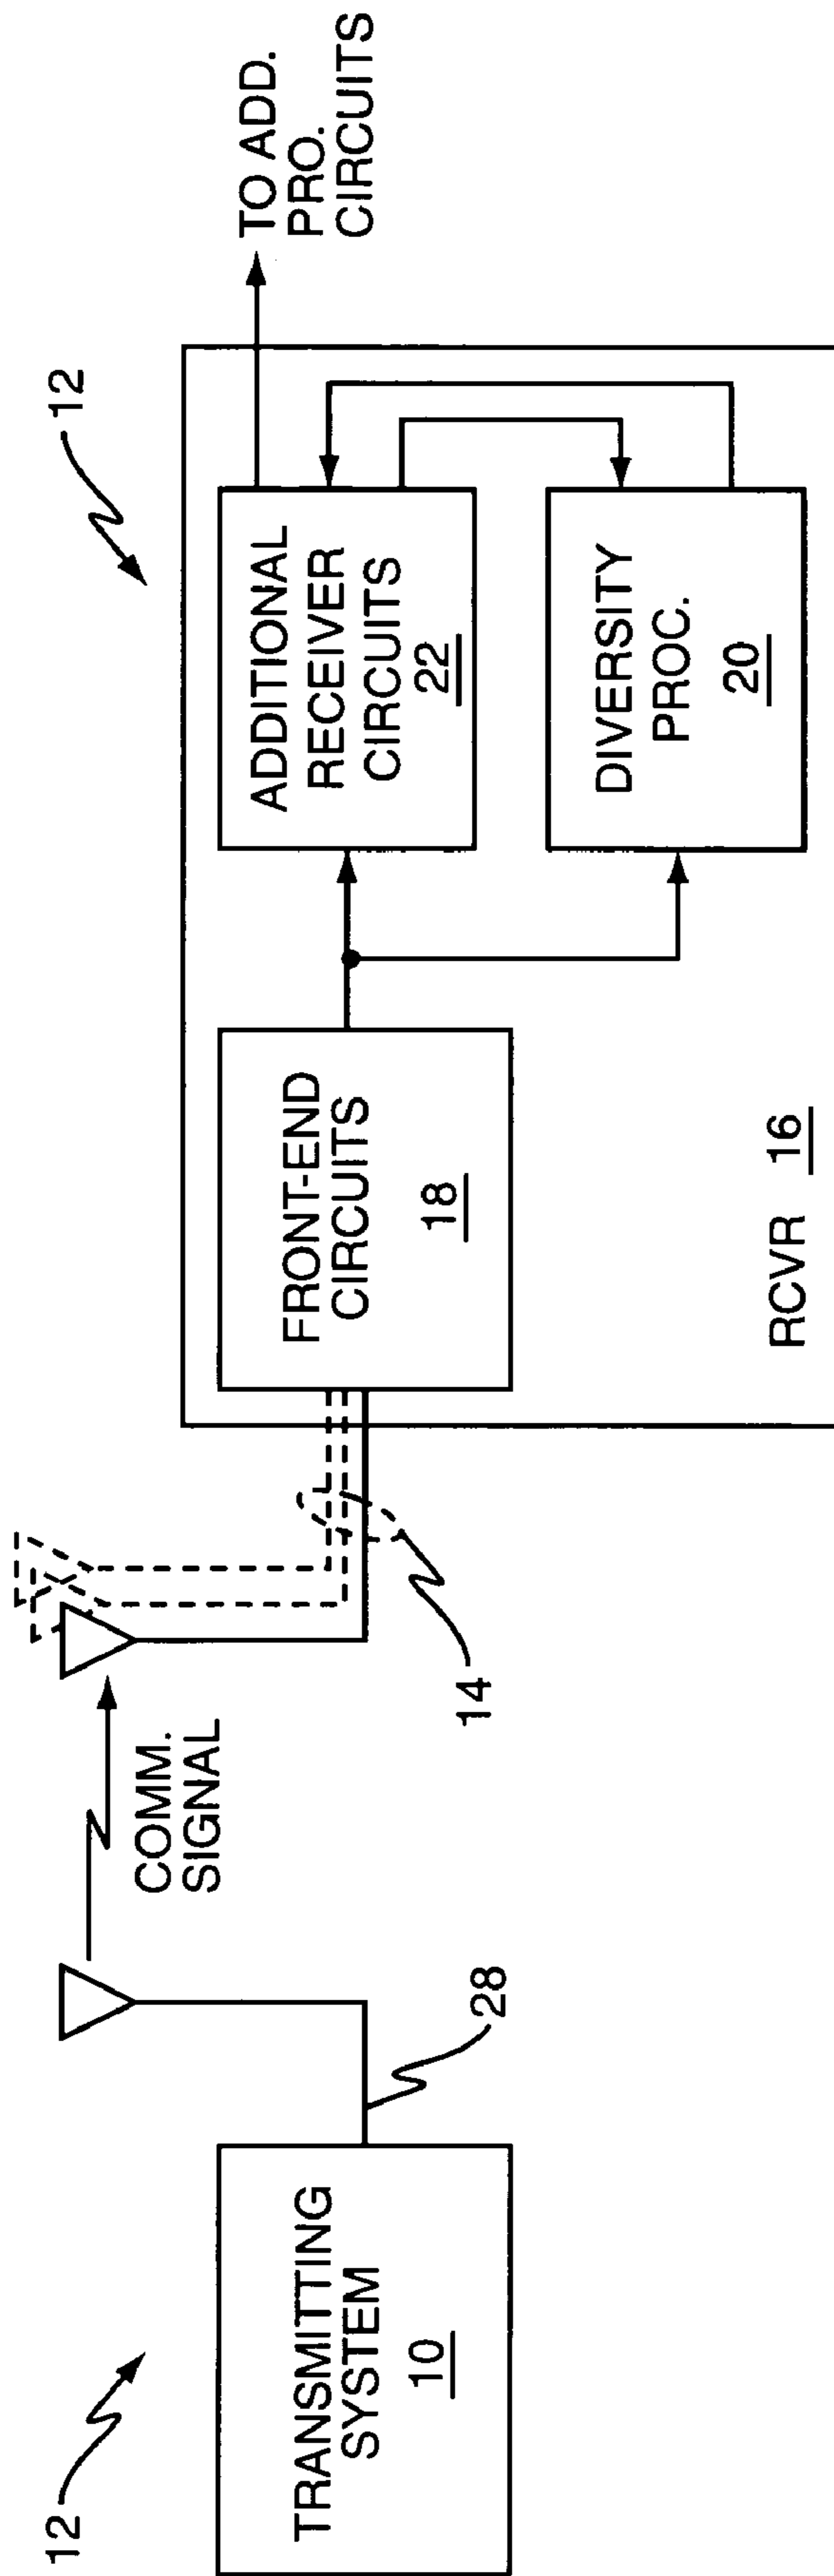 12
TRANSMITTING
SYSTEM
10
28
COMM.
SIGNAL
14
12
FRONT-END
CIRCUITS
18
ADDITIONAL
RECEIVER
CIRCUITS
22
DIVERSITY
PROC.
20
RCVR 16
TO ADD.
PRO.
CIRCUITS